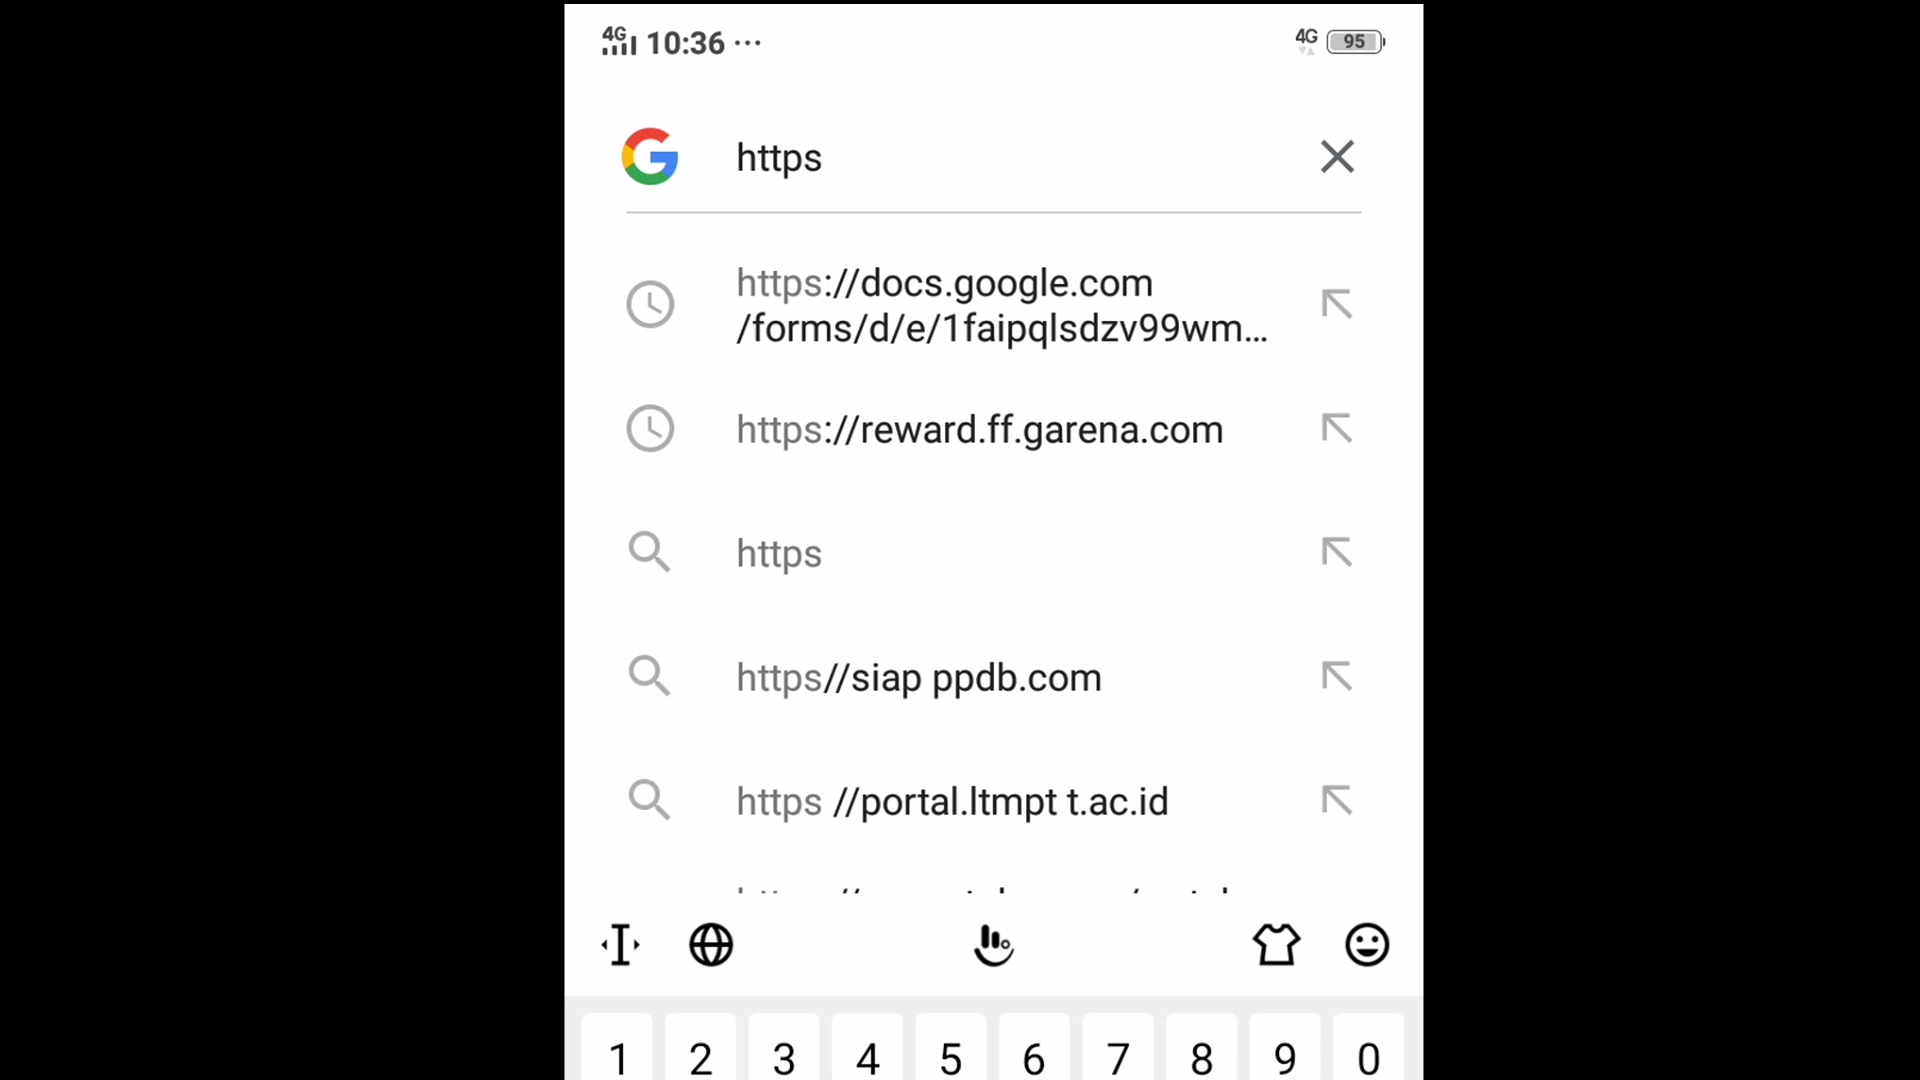 4G 10:36 ... 4G 95
https
https://docs.google.com
/forms/d/e/1faipqlsdzv99wm...
https://reward.ff.garena.com
https
https//siap ppdb.com
https //portal.ltmpt t.ac.id
1 2 3 4 5 6 7 8 9 0